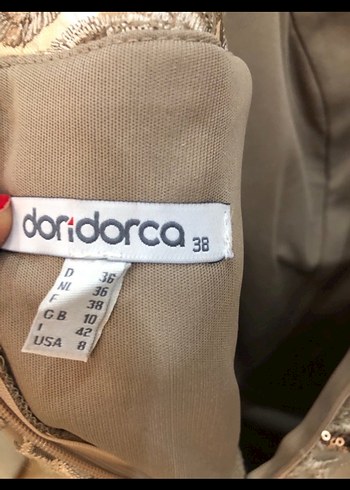 doridorca 38
D 36
NL 36
F 38
GB 10
I 42
USA 8